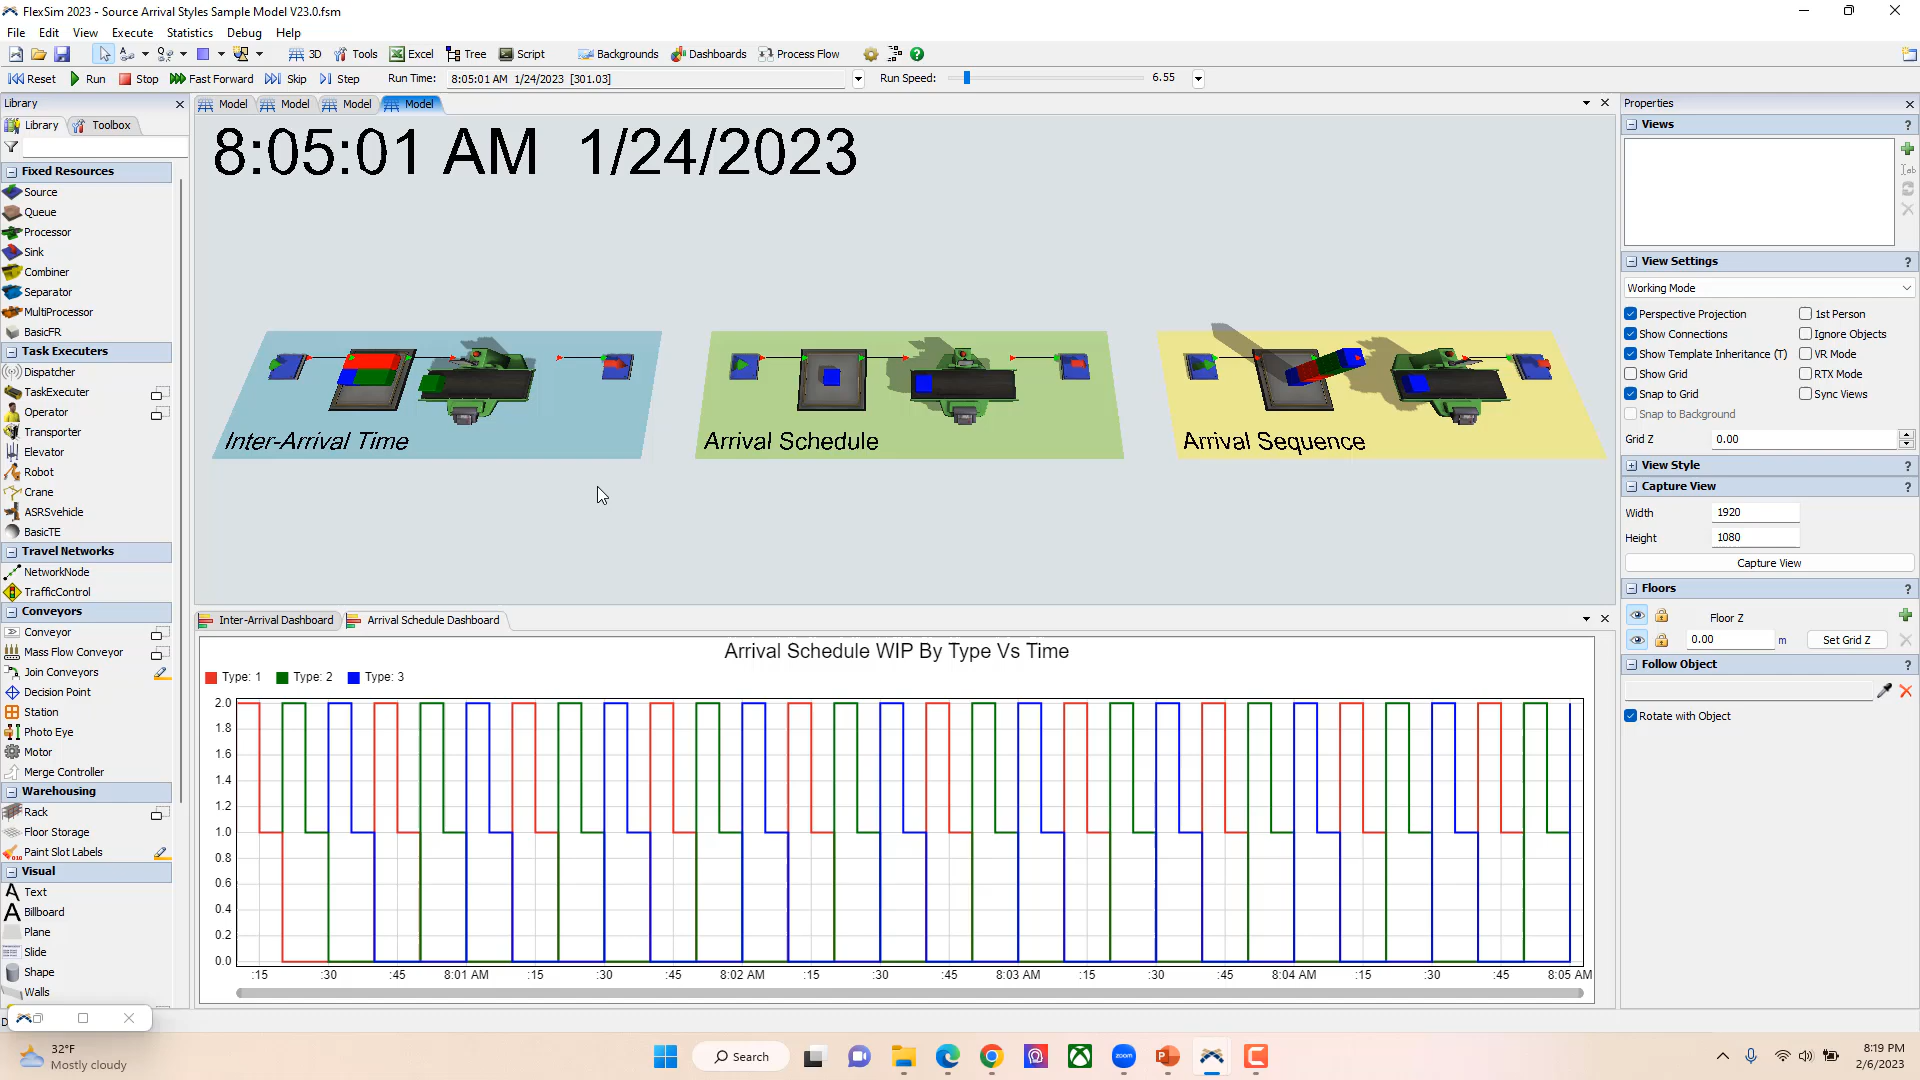 FlexSim 2023 - Source Arrival Styles Sample Model V23.0.fsm
File Edit View Execute Statistics Debug Help
3D Tools Excel Tree Script Backgrounds Dashboards Process Flow
Reset Run Stop Fast Forward Skip Step Run Time: 8:05:01 AM 1/24/2023 [301.03] Run Speed: 6.55
Library
Library Toolbox
Fixed Resources
Source
Queue
Processor
Sink
Combiner
Separator
MultiProcessor
BasicFR
Task Executers
Dispatcher
TaskExecuter
Operator
Transporter
Elevator
Robot
Crane
ASRSvehicle
BasicTE
Travel Networks
NetworkNode
TrafficControl
Conveyors
Conveyor
Mass Flow Conveyor
Join Conveyors
Decision Point
Station
Photo Eye
Motor
Merge Controller
Warehousing
Rack
Floor Storage
Paint Slot Labels
Visual
Text
Billboard
Plane
Slide
Shape
Walls
Model Model Model Model
8:05:01 AM 1/24/2023
Inter-Arrival Time
Arrival Schedule
Arrival Sequence
Inter-Arrival Dashboard Arrival Schedule Dashboard
Arrival Schedule WIP By Type Vs Time
Type: 1 Type: 2 Type: 3
2.0
1.8
1.6
1.4
1.2
1.0
0.8
0.6
0.4
0.2
0.0
:15 :30 :45 8:01 AM :15 :30 :45 8:02 AM :15 :30 :45 8:03 AM :15 :30 :45 8:04 AM :15 :30 :45 8:05 AM
Properties
Views
View Settings
Working Mode
Perspective Projection 1st Person
Show Connections Ignore Objects
Show Template Inheritance (T) VR Mode
Show Grid RTX Mode
Snap to Grid Sync Views
Snap to Background
Grid Z 0.00
View Style
Capture View
Width 1920
Height 1080
Capture View
Floors
Floor Z
0.00 m Set Grid Z
Follow Object
Rotate with Object
32°F
Mostly cloudy
Search
zoom
8:19 PM
2/6/2023